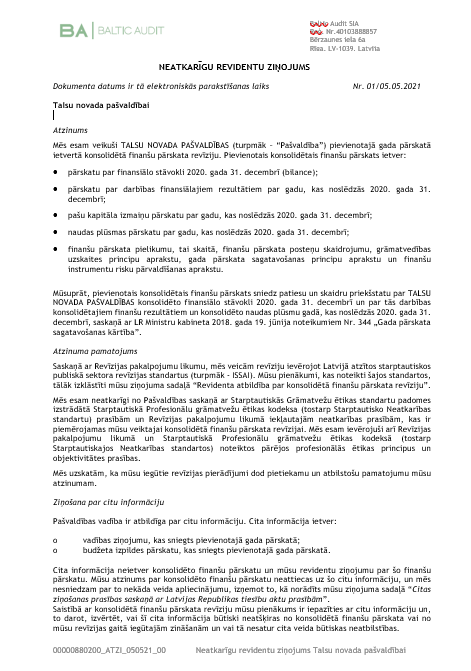 BA | BALTIC AUDIT
Baltic Audit SIA
Reģ. Nr.40103888857
Bērzaunes iela 6a
Rīga, LV-1039, Latvija
NEATKARĪGU REVIDENTU ZIŅOJUMS
Dokumenta datums ir tā elektroniskās parakstīšanas laiks Nr. 01/05.05.2021
Talsu novada pašvaldībai
Atzinums
Mēs esam veikuši TALSU NOVADA PAŠVALDĪBAS (turpmāk – “Pašvaldība”) pievienotajā gada pārskatā
ietvertā konsolidētā finanšu pārskata revīziju. Pievienotais konsolidētais finanšu pārskats ietver:
● pārskatu par finansiālo stāvokli 2020. gada 31. decembrī (bilance);
● pārskatu par darbības finansiālajiem rezultātiem par gadu, kas noslēdzās 2020. gada 31.
decembrī;
● pašu kapitāla izmaiņu pārskatu par gadu, kas noslēdzās 2020. gada 31. decembrī;
● naudas plūsmas pārskatu par gadu, kas noslēdzās 2020. gada 31. decembrī;
● finanšu pārskata pielikumu, tai skaitā, finanšu pārskata posteņu skaidrojumu, grāmatvedības
uzskaites principu aprakstu, gada pārskata sagatavošanas principu aprakstu un finanšu
instrumentu risku pārvaldīšanas aprakstu.
Mūsuprāt, pievienotais konsolidētais finanšu pārskats sniedz patiesu un skaidru priekšstatu par TALSU
NOVADA PAŠVALDĪBAS konsolidēto finansiālo stāvokli 2020. gada 31. decembrī un par tās darbības
konsolidētajiem finanšu rezultātiem un konsolidēto naudas plūsmu gadā, kas noslēdzās 2020. gada 31.
decembrī, saskaņā ar LR Ministru kabineta 2018. gada 19. jūnija noteikumiem Nr. 344 „Gada pārskata
sagatavošanas kārtība”.
Atzinuma pamatojums
Saskaņā ar Revīzijas pakalpojumu likumu, mēs veicām revīziju ievērojot Latvijā atzītos starptautiskos
publiskā sektora revīzijas standartus (turpmāk - ISSAI). Mūsu pienākumi, kas noteikti šajos standartos,
tālāk izklāstīti mūsu ziņojuma sadaļā “Revidenta atbildība par konsolidētā finanšu pārskata revīziju”.
Mēs esam neatkarīgi no Pašvaldības saskaņā ar Starptautiskās Grāmatvežu ētikas standartu padomes
izstrādātā Starptautiskā Profesionālu grāmatvežu ētikas kodeksa (tostarp Starptautisko Neatkarības
standartu) prasībām un Revīzijas pakalpojumu likumā iekļautajām neatkarības prasībām, kas ir
piemērojamas mūsu veiktajai konsolidētā finanšu pārskata revīzijai. Mēs esam ievērojuši arī Revīzijas
pakalpojumu likumā un Starptautiskā Profesionālu grāmatvežu ētikas kodeksā (tostarp
Starptautiskajos Neatkarības standartos) noteiktos pārējos profesionālās ētikas principus un
objektivitātes prasības.
Mēs uzskatām, ka mūsu iegūtie revīzijas pierādījumi dod pietiekamu un atbilstošu pamatojumu mūsu
atzinumam.
Ziņošana par citu informāciju
Pašvaldības vadība ir atbildīga par citu informāciju. Cita informācija ietver:
o vadības ziņojumu, kas sniegts pievienotajā gada pārskatā;
o budžeta izpildes pārskatu, kas sniegts pievienotajā gada pārskatā.
Cita informācija neietver konsolidēto finanšu pārskatu un mūsu revidentu ziņojumu par šo finanšu
pārskatu. Mūsu atzinums par konsolidēto finanšu pārskatu neattiecas uz šo citu informāciju, un mēs
nesniedzam par to nekāda veida apliecinājumu, izņemot to, kā norādīts mūsu ziņojuma sadaļā “Citas
ziņošanas prasības saskaņā ar Latvijas Republikas tiesību aktu prasībām”.
Saistībā ar konsolidētā finanšu pārskata revīziju mūsu pienākums ir iepazīties ar citu informāciju un,
to darot, izvērtēt, vai šī cita informācija būtiski neatšķiras no konsolidētā finanšu pārskata vai no
mūsu revīzijas gaitā iegūtajām zināšanām un vai tā nesatur cita veida būtiskas neatbilstības.
00000880200_ATZI_050521_00 Neatkarīgu revidentu ziņojums Talsu novada pašvaldībai